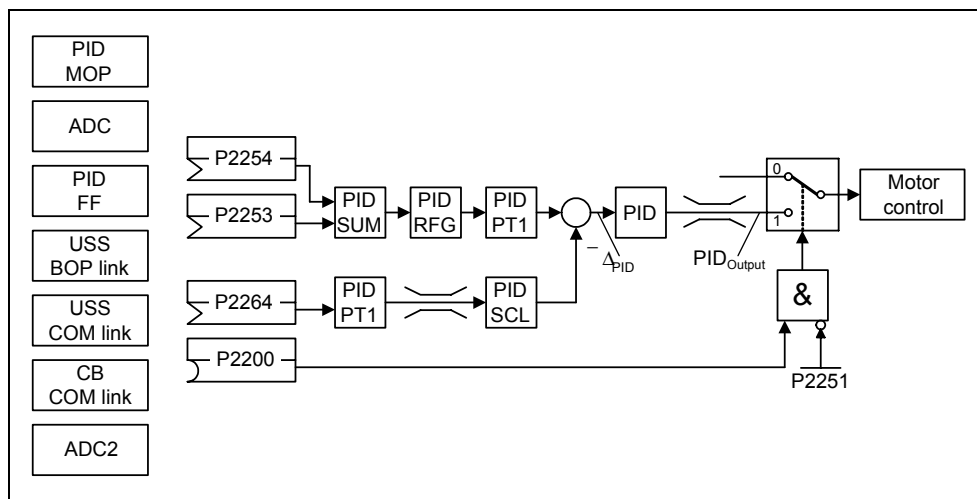 PID
MOP
ADC
PID
FF
USS
BOP link
USS
COM link
CB
COM link
ADC2
P2254
P2253
P2264
P2200
PID
SUM
PID
RFG
PID
PT1
PID
PT1
PID
SCL
−
ΔPID
PID
PIDOutput
0
1
&
P2251
Motor
control